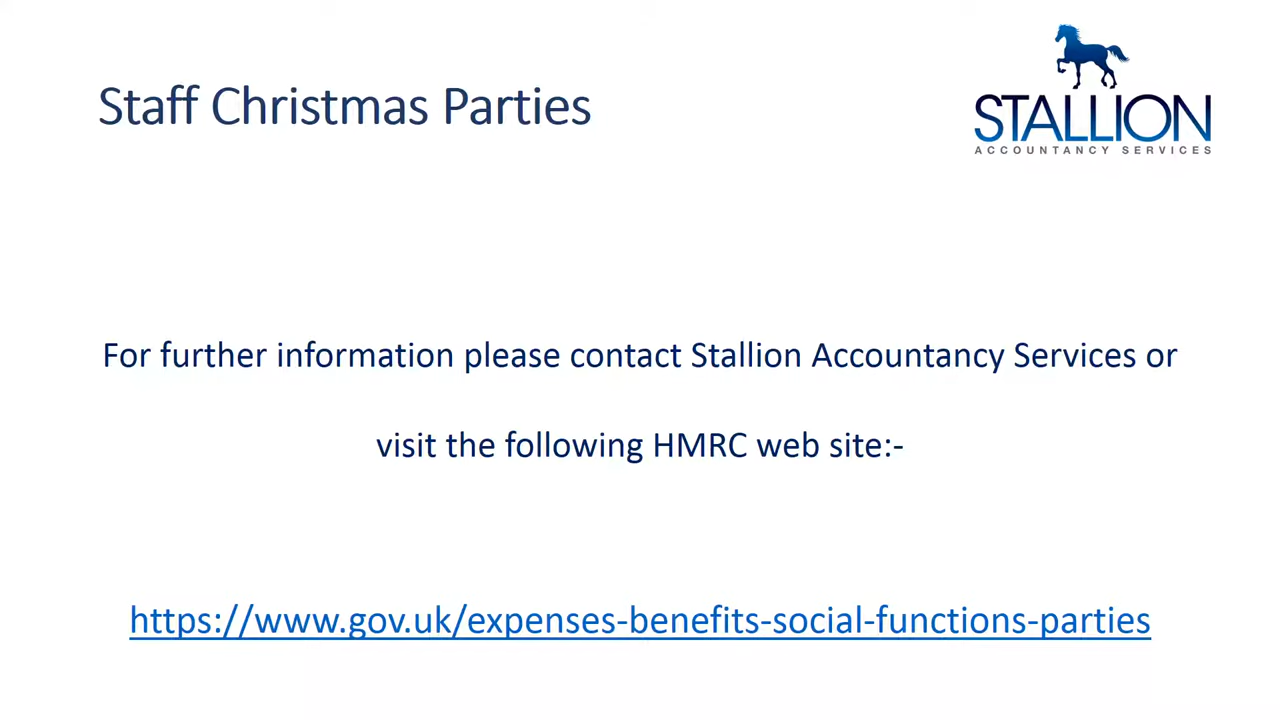 Staff Christmas Parties
STALLION
ACCOUNTANCY SERVICES
For further information please contact Stallion Accountancy Services or
visit the following HMRC web site:-
https://www.gov.uk/expenses-benefits-social-functions-parties